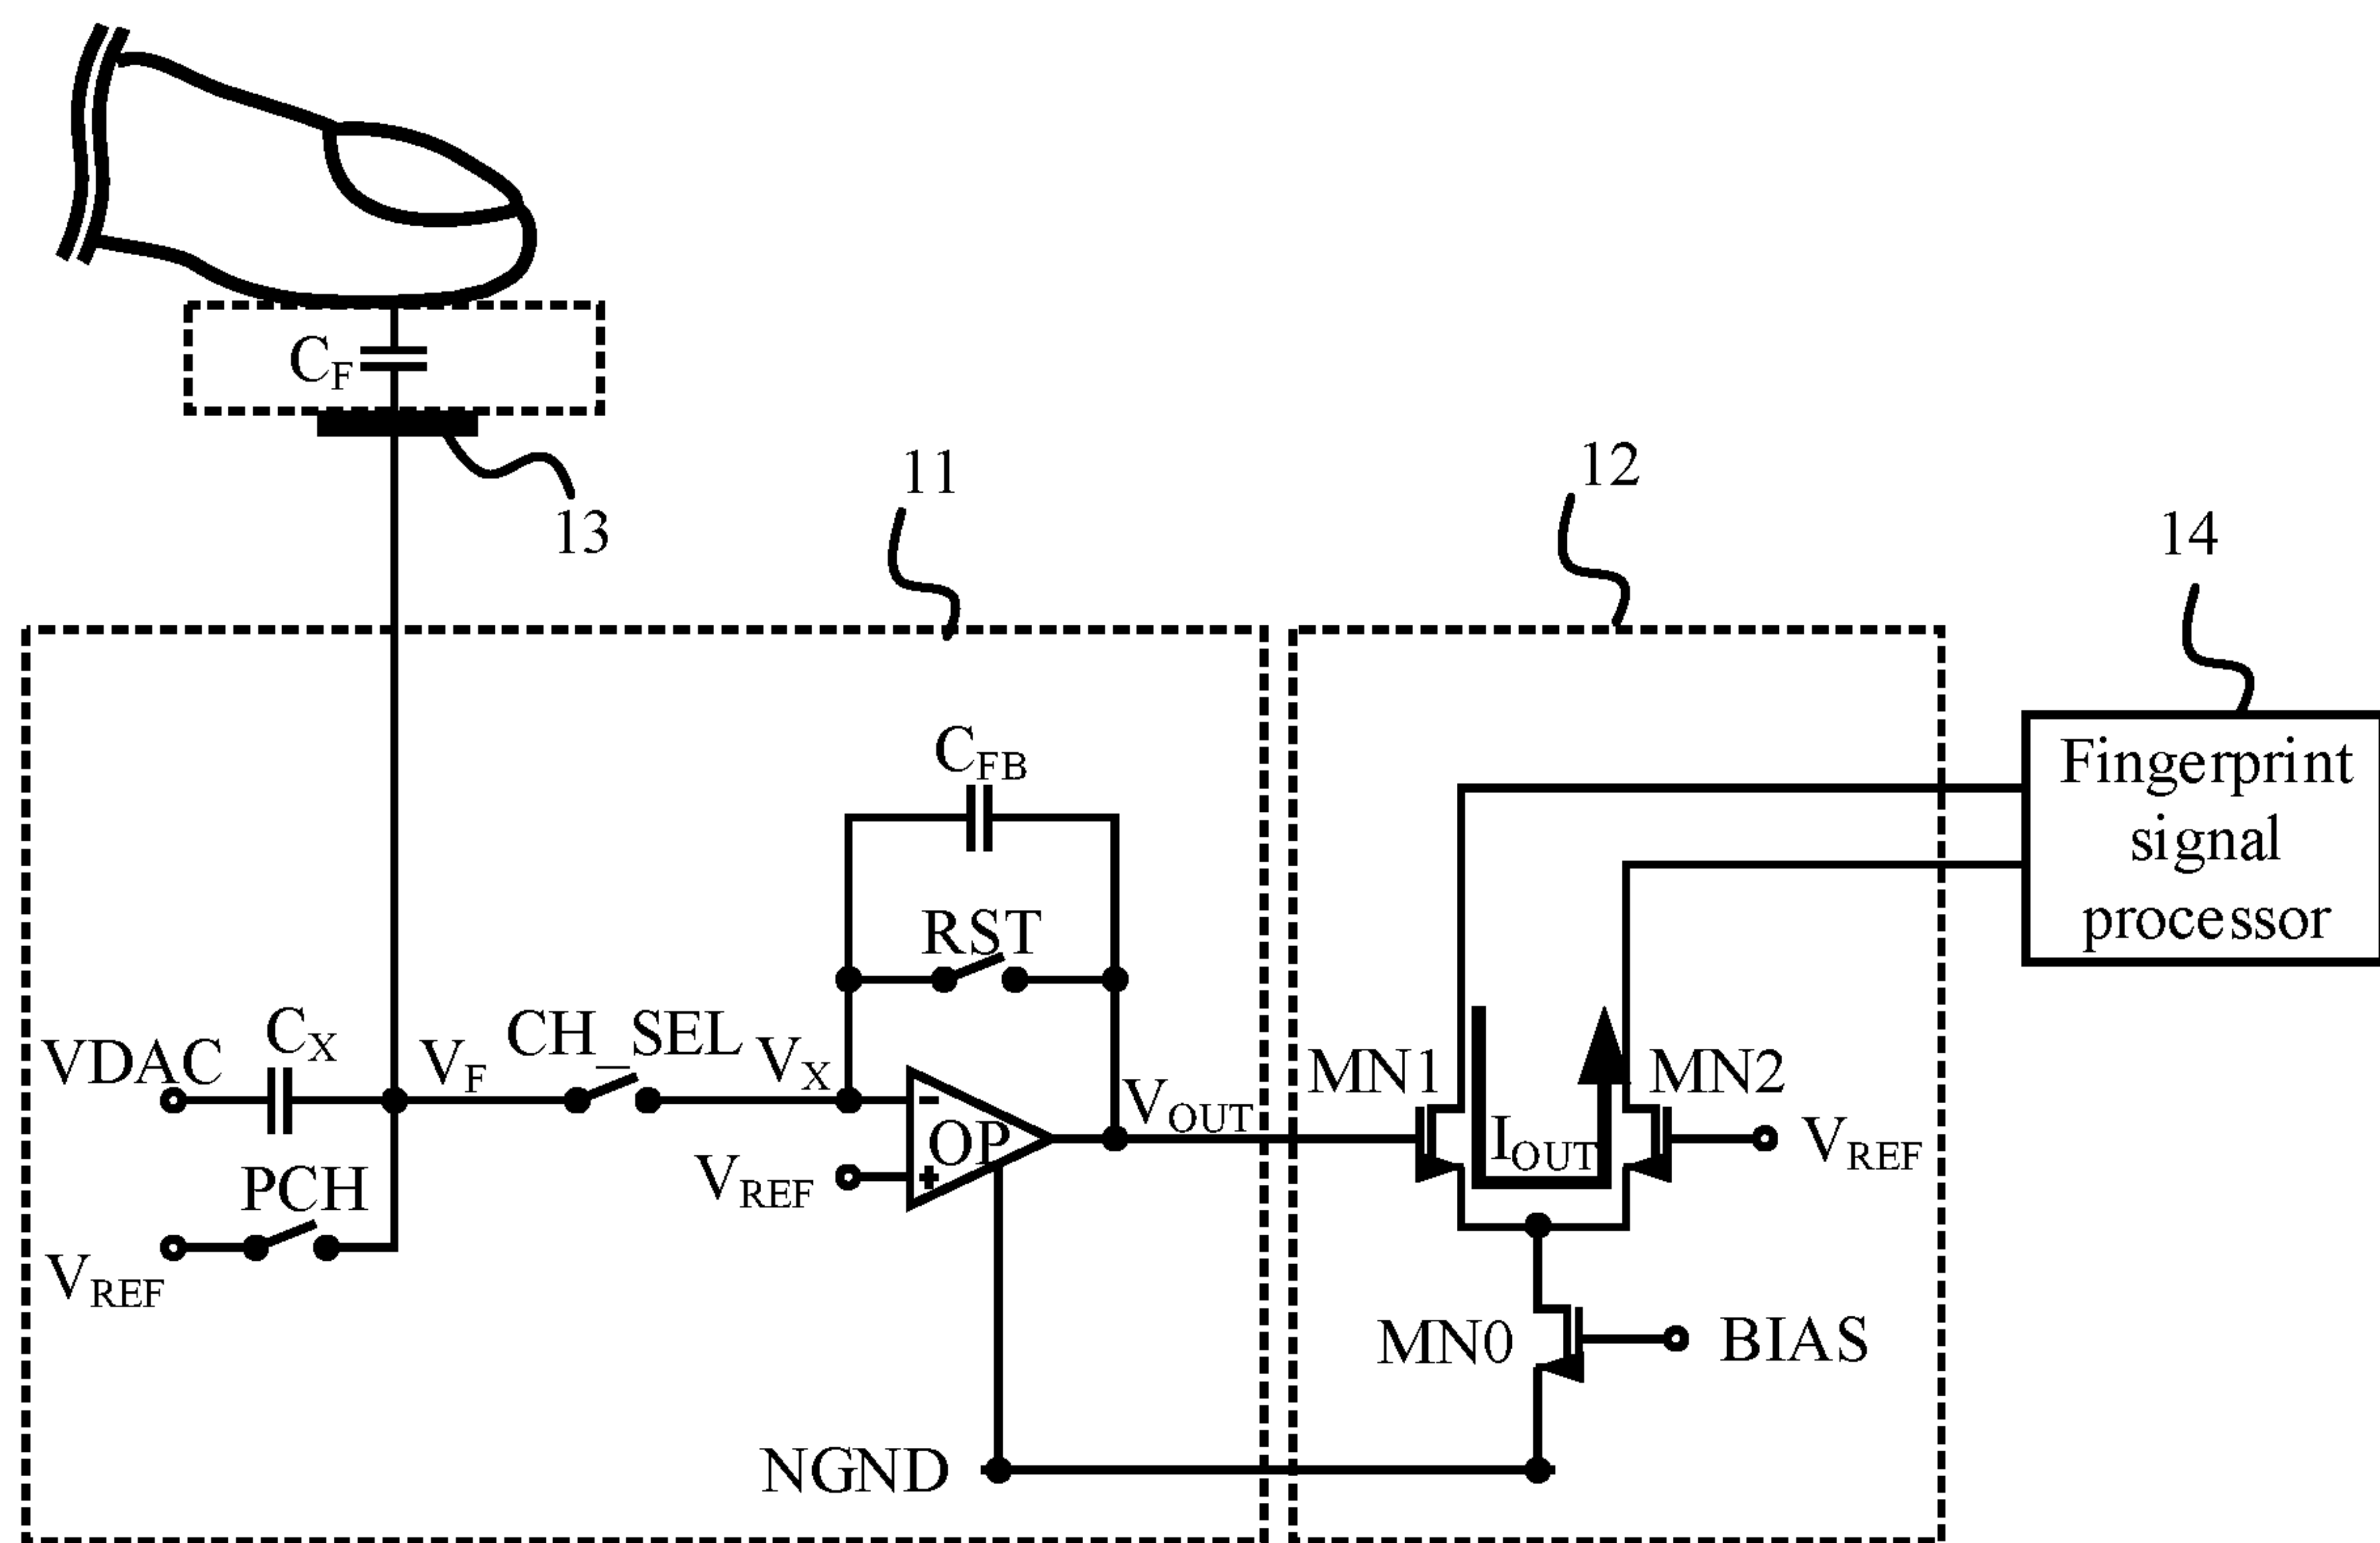 C_F
13
11
12
14
Fingerprint
signal
processor
C_FB
RST
VDAC
C_X
V_F
CH_SEL
V_X
OP
-
+
V_OUT
V_REF
PCH
V_REF
MN1
I_OUT
MN2
V_REF
MN0
BIAS
NGND